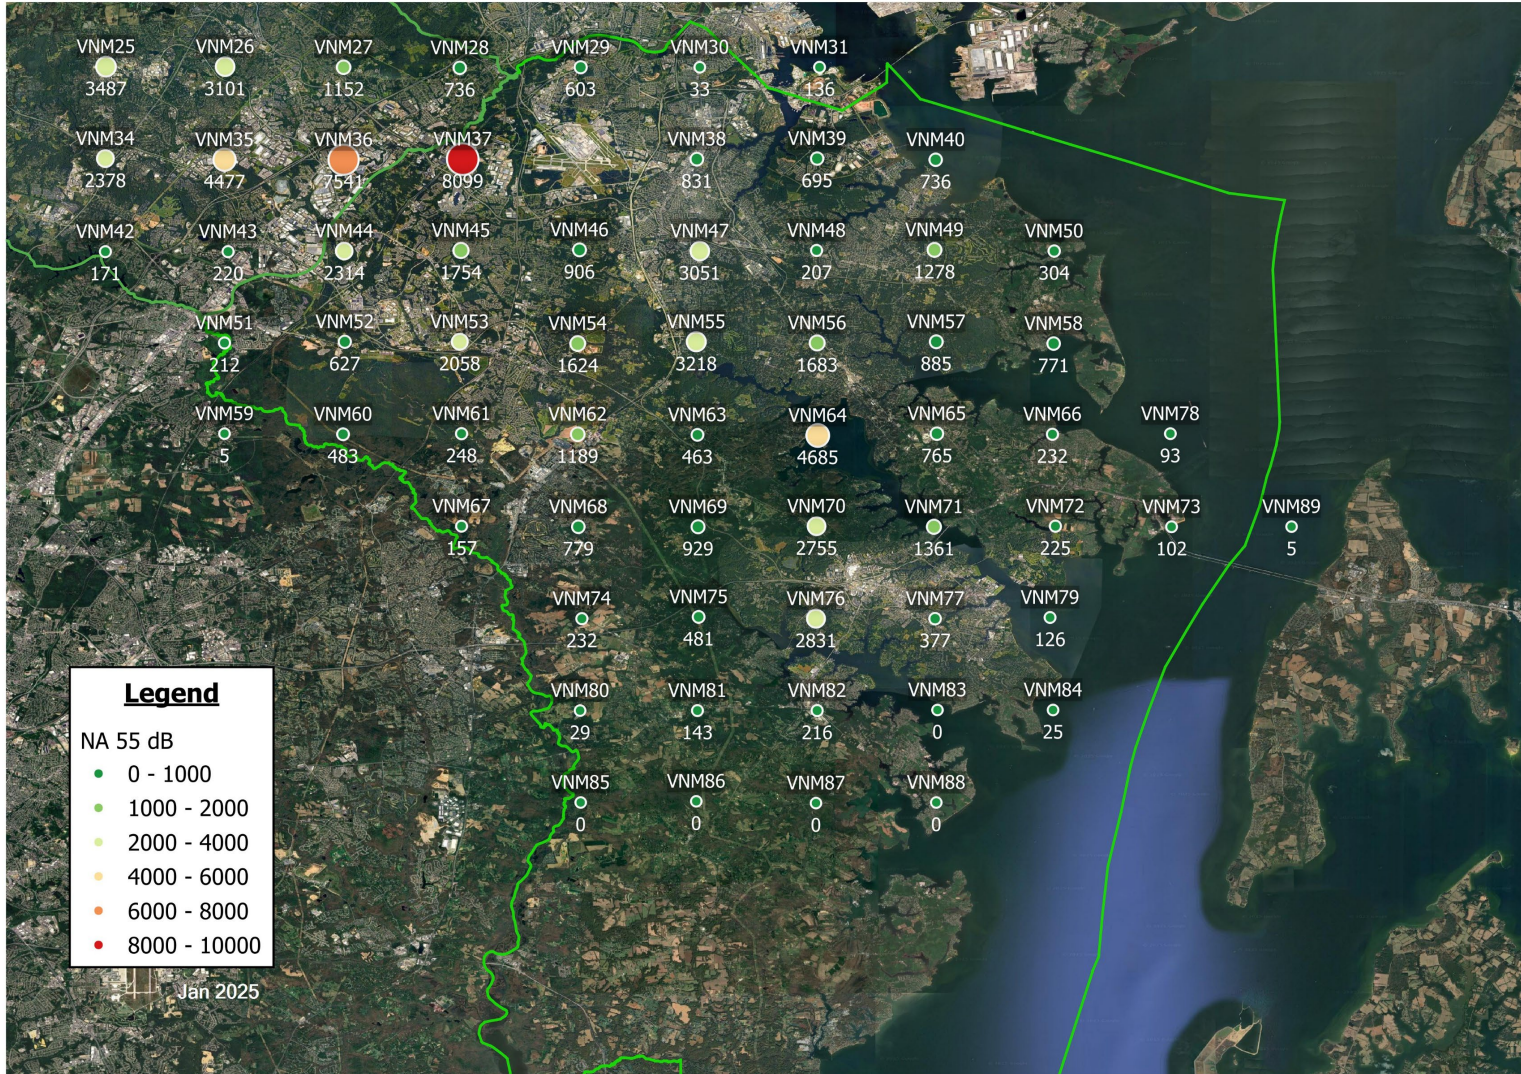 VNM25 VNM26 VNM27 VNM28 VNM29 VNM30 VNM31
3487 3101 1152 736 603 33 136
VNM34 VNM35 VNM36 VNM37 VNM38 VNM39 VNM40
2378 4477 7541 8099 831 695 736
VNM42 VNM43 VNM44 VNM45 VNM46 VNM47 VNM48 VNM49 VNM50
171 220 2314 1754 906 3051 207 1278 304
VNM51 VNM52 VNM53 VNM54 VNM55 VNM56 VNM57 VNM58
212 627 2058 1624 3218 1683 885 771
VNM59 VNM60 VNM61 VNM62 VNM63 VNM64 VNM65 VNM66 VNM78
5 483 248 1189 463 4685 765 232 93
VNM67 VNM68 VNM69 VNM70 VNM71 VNM72 VNM73 VNM89
157 779 929 2755 1361 225 102 5
VNM74 VNM75 VNM76 VNM77 VNM79
232 481 2831 377 126
VNM80 VNM81 VNM82 VNM83 VNM84
29 143 216 0 25
VNM85 VNM86 VNM87 VNM88
0 0 0 0
Legend
NA 55 dB
0 - 1000
1000 - 2000
2000 - 4000
4000 - 6000
6000 - 8000
8000 - 10000
Jan 2025